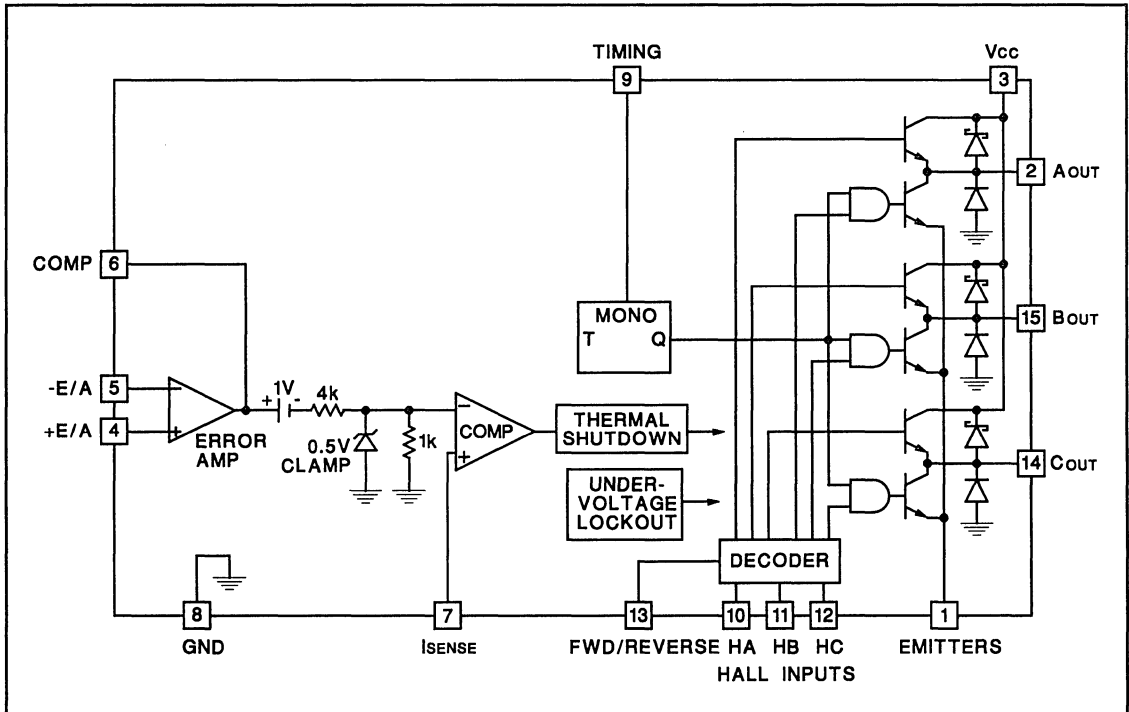 TIMING
9
Vcc
3
2 AOUT
COMP 6
MONO
T Q
15 BOUT
-E/A 5
+E/A 4
+ 1V -
4k
-
+
ERROR
AMP
0.5V
CLAMP
1k
-
COMP
+
THERMAL
SHUTDOWN
14 COUT
UNDER-
VOLTAGE
LOCKOUT
DECODER
8
7
13
10
11
12
1
GND
ISENSE
FWD/REVERSE
HA
HB
HC
EMITTERS
HALL INPUTS